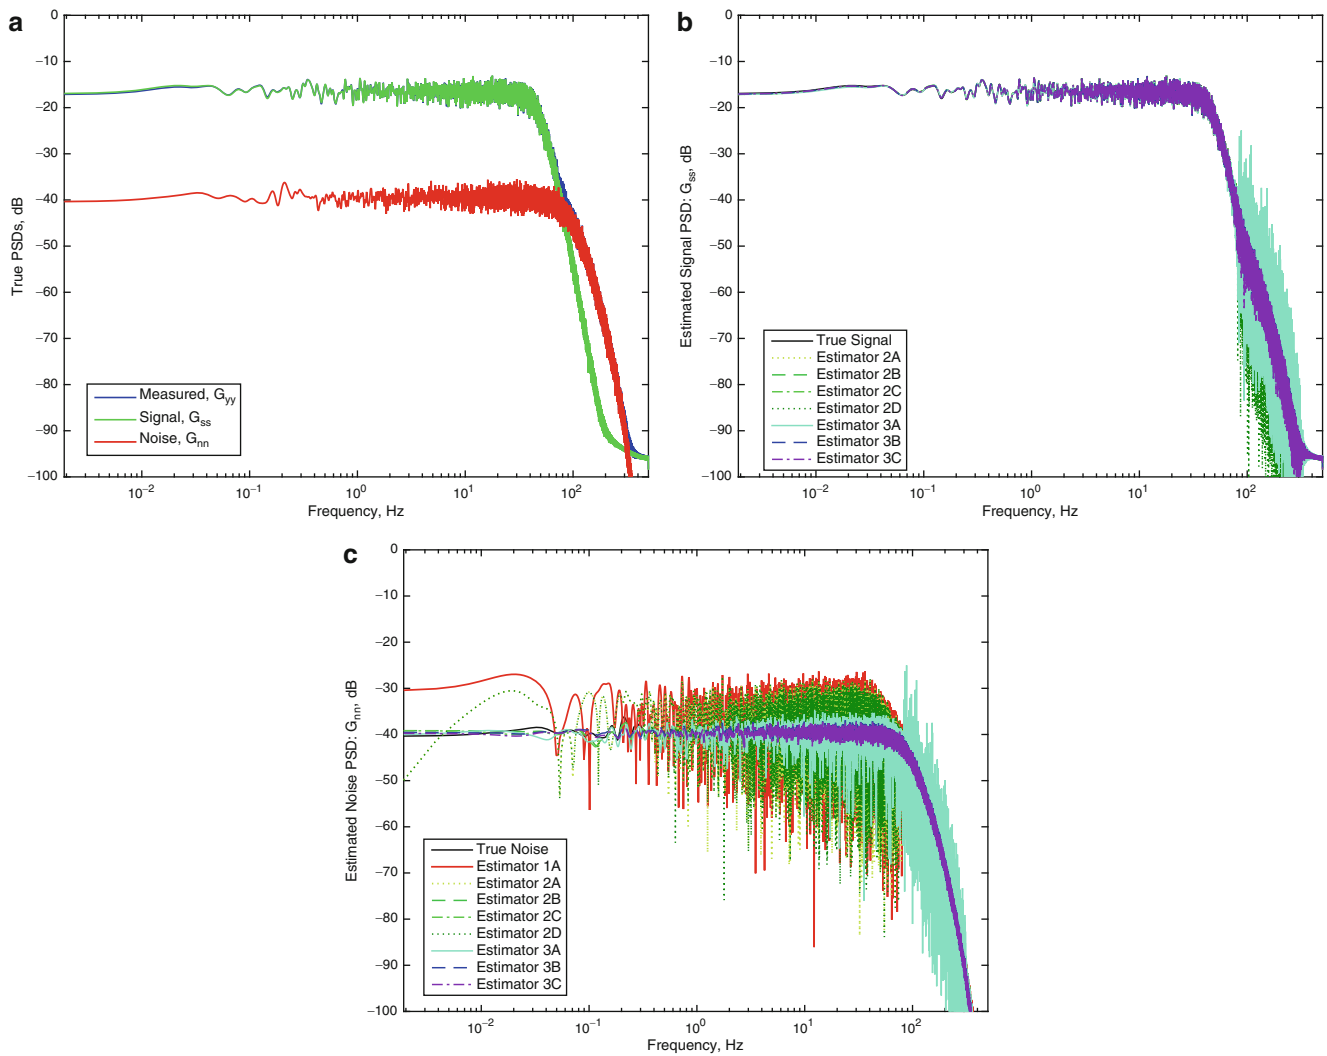 a
True PSDs, dB
0
−10
−20
−30
−40
−50
−60
−70
−80
−90
−100
Measured, Gyy
Signal, Gss
Noise, Gnn
10−2
10−1
100
101
102
Frequency, Hz
b
Estimated Signal PSD: Gss, dB
0
−10
−20
−30
−40
−50
−60
−70
−80
−90
−100
True Signal
Estimator 2A
Estimator 2B
Estimator 2C
Estimator 2D
Estimator 3A
Estimator 3B
Estimator 3C
10−2
10−1
100
101
102
Frequency, Hz
c
Estimated Noise PSD: Gnn, dB
0
−10
−20
−30
−40
−50
−60
−70
−80
−90
−100
True Noise
Estimator 1A
Estimator 2A
Estimator 2B
Estimator 2C
Estimator 2D
Estimator 3A
Estimator 3B
Estimator 3C
10−2
10−1
100
101
102
Frequency, Hz